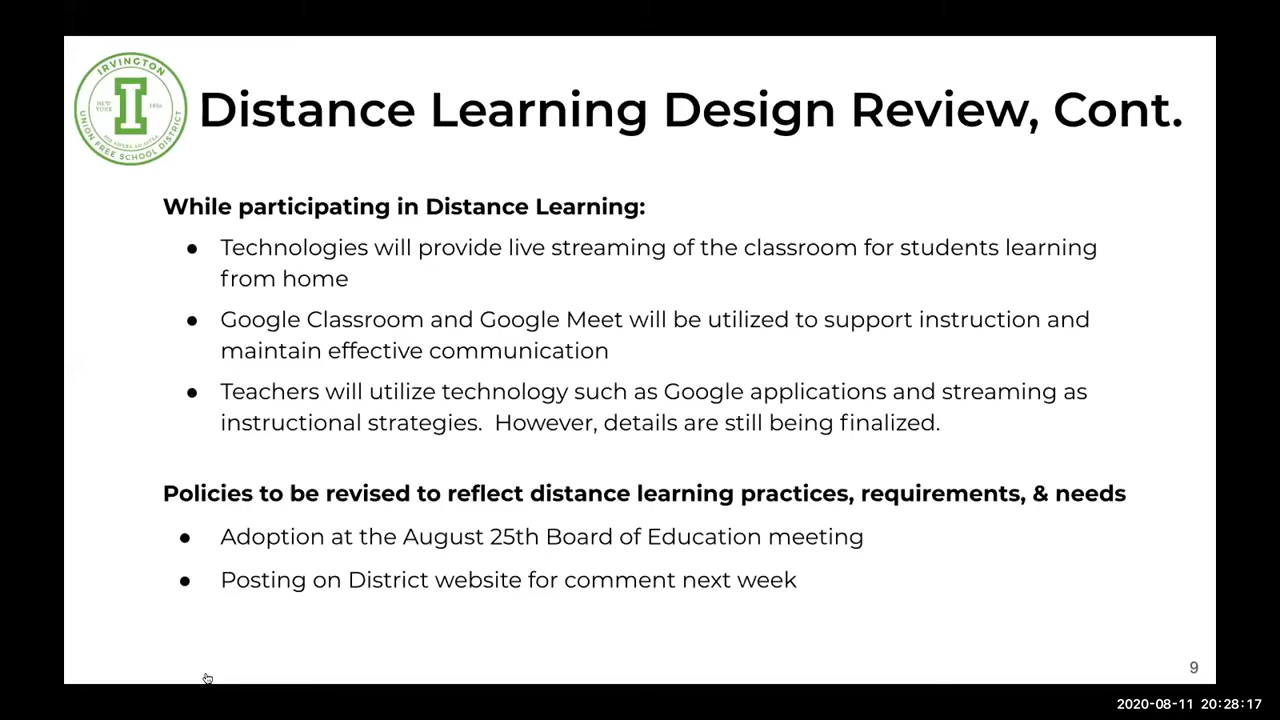 IRVINGTON
NEW YORK
1956
UNION FREE SCHOOL DISTRICT
Distance Learning Design Review, Cont.
While participating in Distance Learning:
● Technologies will provide live streaming of the classroom for students learning
from home
● Google Classroom and Google Meet will be utilized to support instruction and
maintain effective communication
● Teachers will utilize technology such as Google applications and streaming as
instructional strategies.  However, details are still being finalized.
Policies to be revised to reflect distance learning practices, requirements, & needs
● Adoption at the August 25th Board of Education meeting
● Posting on District website for comment next week
9
2020-08-11 20:28:17